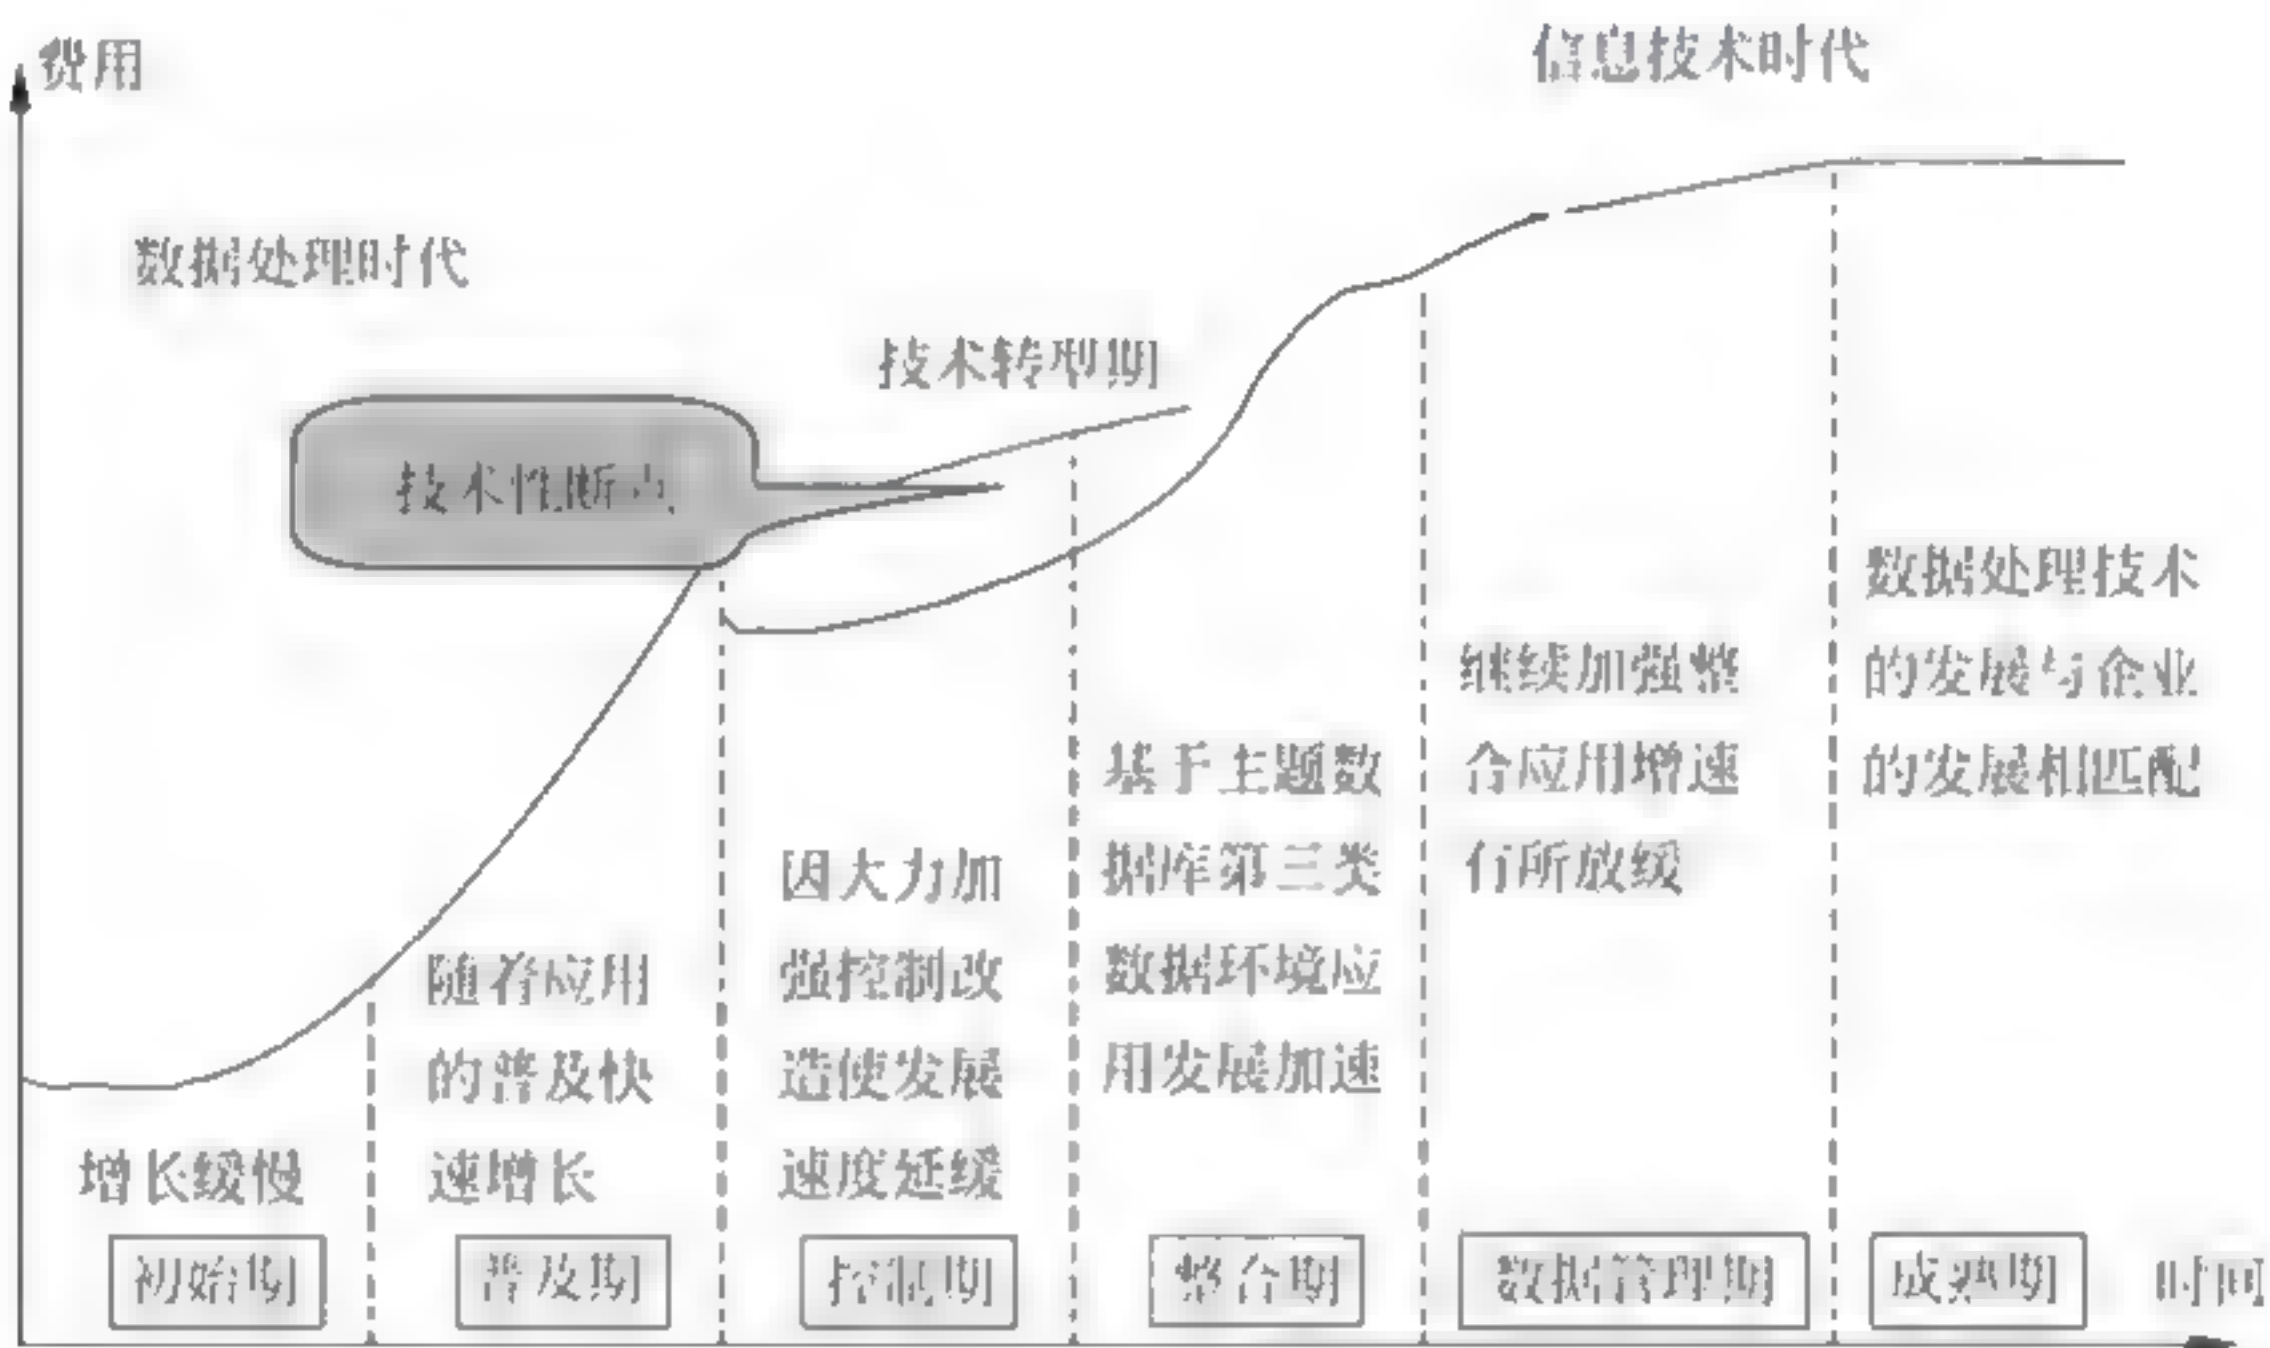 费用
信息技术时代
数据处理时代
技术转型期
技术性断点
增长缓慢
随着应用
的普及快
速增长
因大力加
强控制改
造使发展
速度延缓
基于主题数
据库第三类
数据环境应
用发展加速
继续加强整
合应用增速
有所放缓
数据处理技术
的发展与企业
的发展相匹配
初始期
普及期
控制期
整合期
数据管理期
成熟期
时间